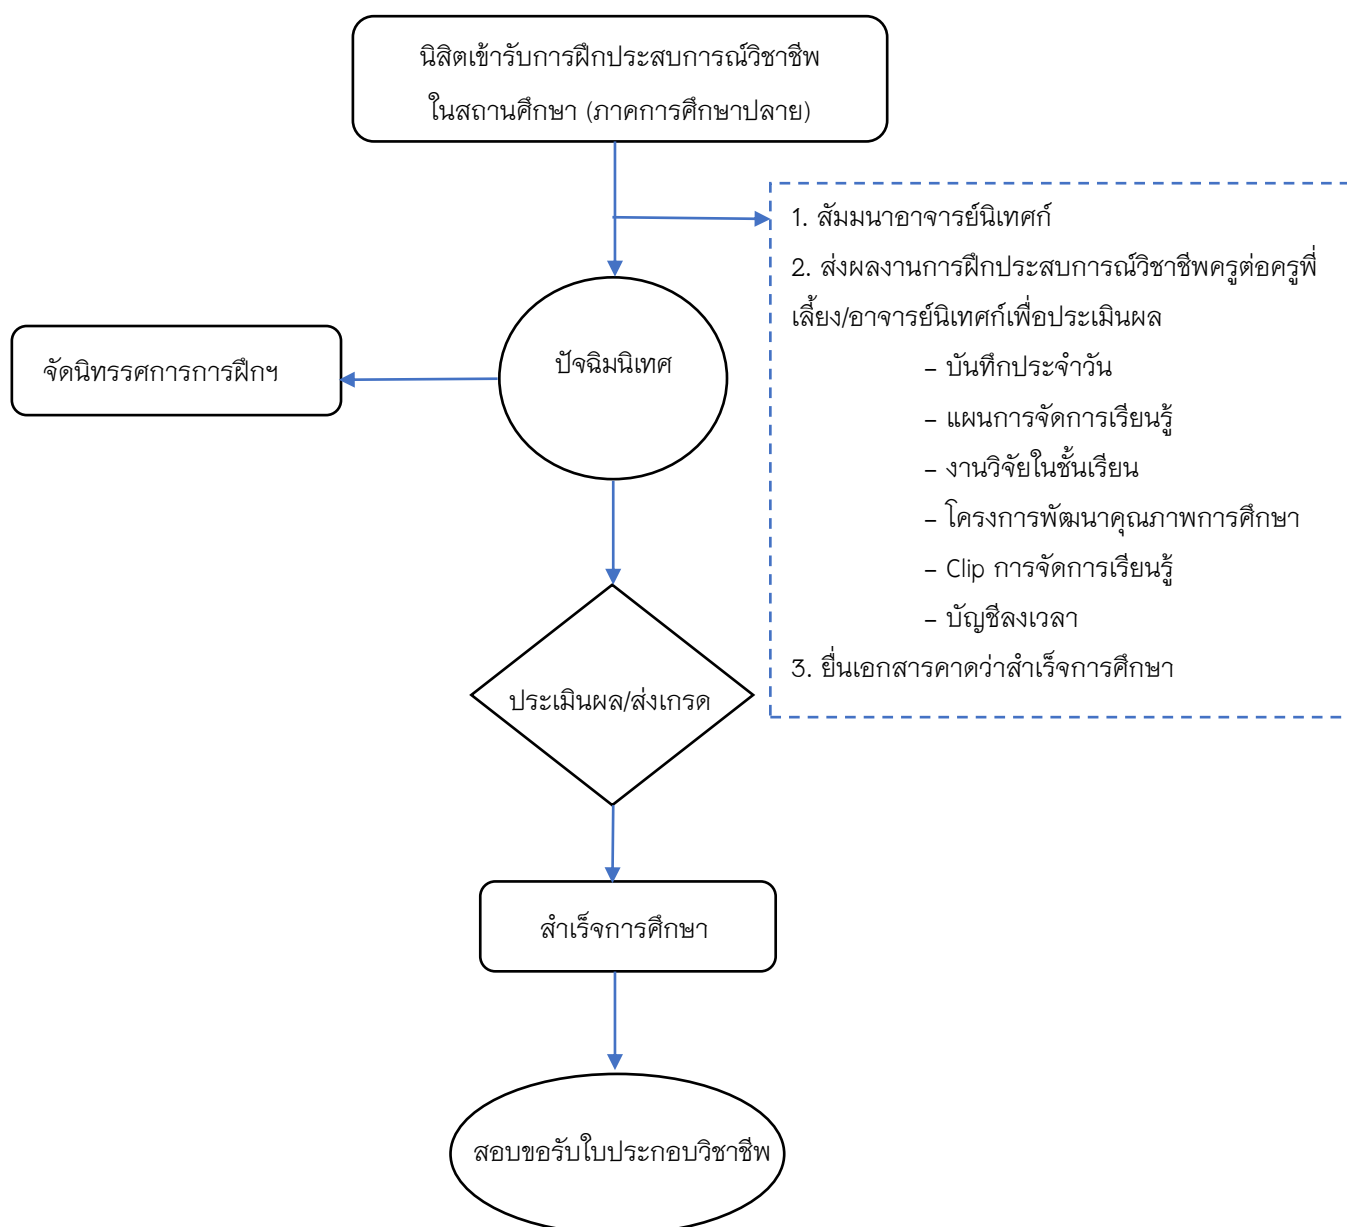 นิสิตเข้ารับการฝึกประสบการณ์วิชาชีพ
ในสถานศึกษา (ภาคการศึกษาปลาย)
1. สัมมนาอาจารย์นิเทศก์
2. ส่งผลงานการฝึกประสบการณ์วิชาชีพครูต่อครูพี่
เลี้ยง/อาจารย์นิเทศก์เพื่อประเมินผล
– บันทึกประจำวัน
– แผนการจัดการเรียนรู้
– งานวิจัยในชั้นเรียน
– โครงการพัฒนาคุณภาพการศึกษา
– Clip การจัดการเรียนรู้
– บัญชีลงเวลา
3. ยื่นเอกสารคาดว่าสำเร็จการศึกษา
ปัจฉิมนิเทศ
จัดนิทรรศการการฝึกฯ
ประเมินผล/ส่งเกรด
สำเร็จการศึกษา
สอบขอรับใบประกอบวิชาชีพ